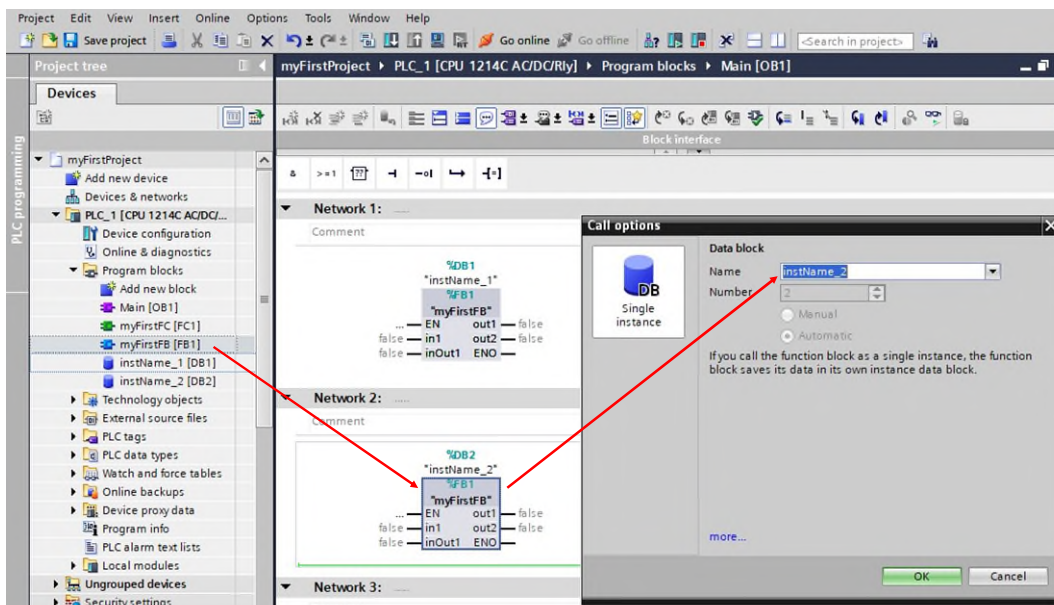 Project Edit View Insert Online Options Tools Window Help
Save project Go online Go offline <Search in project>
Project tree
myFirstProject ▸ PLC_1 [CPU 1214C AC/DC/Rly] ▸ Program blocks ▸ Main [OB1]
Devices
PLC programming
myFirstProject
Add new device
Devices & networks
PLC_1 [CPU 1214C AC/DC/...
Device configuration
Online & diagnostics
Program blocks
Add new block
Main [OB1]
myFirstFC [FC1]
myFirstFB [FB1]
instName_1 [DB1]
instName_2 [DB2]
Technology objects
External source files
PLC tags
PLC data types
Watch and force tables
Online backups
Device proxy data
Program info
PLC alarm text lists
Local modules
Ungrouped devices
Security settings
Block interface
& >=1 ??
Network 1: .....
Comment
%DB1
"instName_1"
%FB1
"myFirstFB"
... EN out1 false
false in1 out2 false
false inOut1 ENO
Network 2: .....
Comment
%DB2
"instName_2"
%FB1
"myFirstFB"
... EN out1 false
false in1 out2 false
false inOut1 ENO
Network 3: .....
Call options
DB
Single
instance
Data block
Name instName_2
Number 2
Manual
Automatic
If you call the function block as a single instance, the function
block saves its data in its own instance data block.
more...
OK Cancel